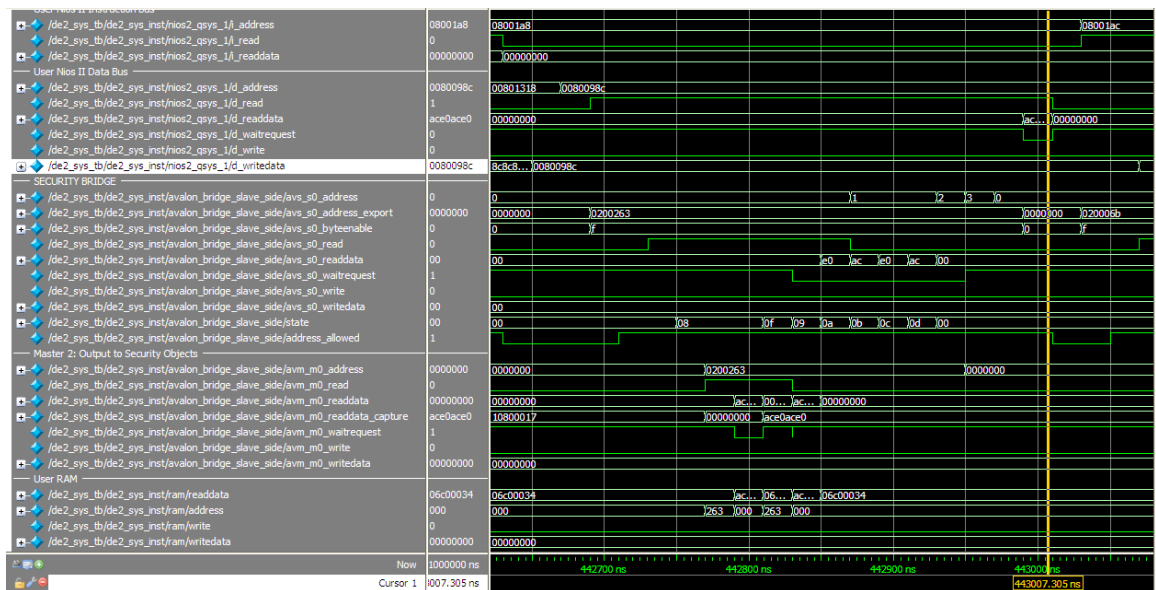 User Nios II Instruction Bus
/de2_sys_tb/de2_sys_inst/nios2_qsys_1/i_address 08001a8 08001a8 08001ac
/de2_sys_tb/de2_sys_inst/nios2_qsys_1/i_read 0
/de2_sys_tb/de2_sys_inst/nios2_qsys_1/i_readdata 00000000 00000000
User Nios II Data Bus
/de2_sys_tb/de2_sys_inst/nios2_qsys_1/d_address 0080098c 00801318 0080098c
/de2_sys_tb/de2_sys_inst/nios2_qsys_1/d_read 1
/de2_sys_tb/de2_sys_inst/nios2_qsys_1/d_readdata ace0ace0 00000000 ac... 00000000
/de2_sys_tb/de2_sys_inst/nios2_qsys_1/d_waitrequest 0
/de2_sys_tb/de2_sys_inst/nios2_qsys_1/d_write 0
/de2_sys_tb/de2_sys_inst/nios2_qsys_1/d_writedata 0080098c 8c8c8... 0080098c
SECURITY BRIDGE
/de2_sys_tb/de2_sys_inst/avalon_bridge_slave_side/avs_s0_address 0 0 1 2 3 0
/de2_sys_tb/de2_sys_inst/avalon_bridge_slave_side/avs_s0_address_export 0000000 0000000 0200263 0000000 020006b
/de2_sys_tb/de2_sys_inst/avalon_bridge_slave_side/avs_s0_byteenable 0 0 f 0 f
/de2_sys_tb/de2_sys_inst/avalon_bridge_slave_side/avs_s0_read 0
/de2_sys_tb/de2_sys_inst/avalon_bridge_slave_side/avs_s0_readdata 00 00 e0 ac e0 ac 00
/de2_sys_tb/de2_sys_inst/avalon_bridge_slave_side/avs_s0_waitrequest 1
/de2_sys_tb/de2_sys_inst/avalon_bridge_slave_side/avs_s0_write 0
/de2_sys_tb/de2_sys_inst/avalon_bridge_slave_side/avs_s0_writedata 00 00
/de2_sys_tb/de2_sys_inst/avalon_bridge_slave_side/state 00 00 08 0f 09 0a 0b 0c 0d 00
/de2_sys_tb/de2_sys_inst/avalon_bridge_slave_side/address_allowed 1
Master 2: Output to Security Objects
/de2_sys_tb/de2_sys_inst/avalon_bridge_slave_side/avm_m0_address 0000000 0000000 0200263 0000000
/de2_sys_tb/de2_sys_inst/avalon_bridge_slave_side/avm_m0_read 0
/de2_sys_tb/de2_sys_inst/avalon_bridge_slave_side/avm_m0_readdata 00000000 00000000 ac... 00... ac... 00000000
/de2_sys_tb/de2_sys_inst/avalon_bridge_slave_side/avm_m0_readdata_capture ace0ace0 10800017 00000000 ace0ace0
/de2_sys_tb/de2_sys_inst/avalon_bridge_slave_side/avm_m0_waitrequest 1
/de2_sys_tb/de2_sys_inst/avalon_bridge_slave_side/avm_m0_write 0
/de2_sys_tb/de2_sys_inst/avalon_bridge_slave_side/avm_m0_writedata 00000000 00000000
User RAM
/de2_sys_tb/de2_sys_inst/ram/readdata 06c00034 06c00034 ac... 06... ac... 06c00034
/de2_sys_tb/de2_sys_inst/ram/address 000 000 263 000 263 000
/de2_sys_tb/de2_sys_inst/ram/write 0
/de2_sys_tb/de2_sys_inst/ram/writedata 00000000 00000000
Now 1000000 ns 442700 ns 442800 ns 442900 ns 443000 ns
Cursor 1 3007.305 ns 443007.305 ns